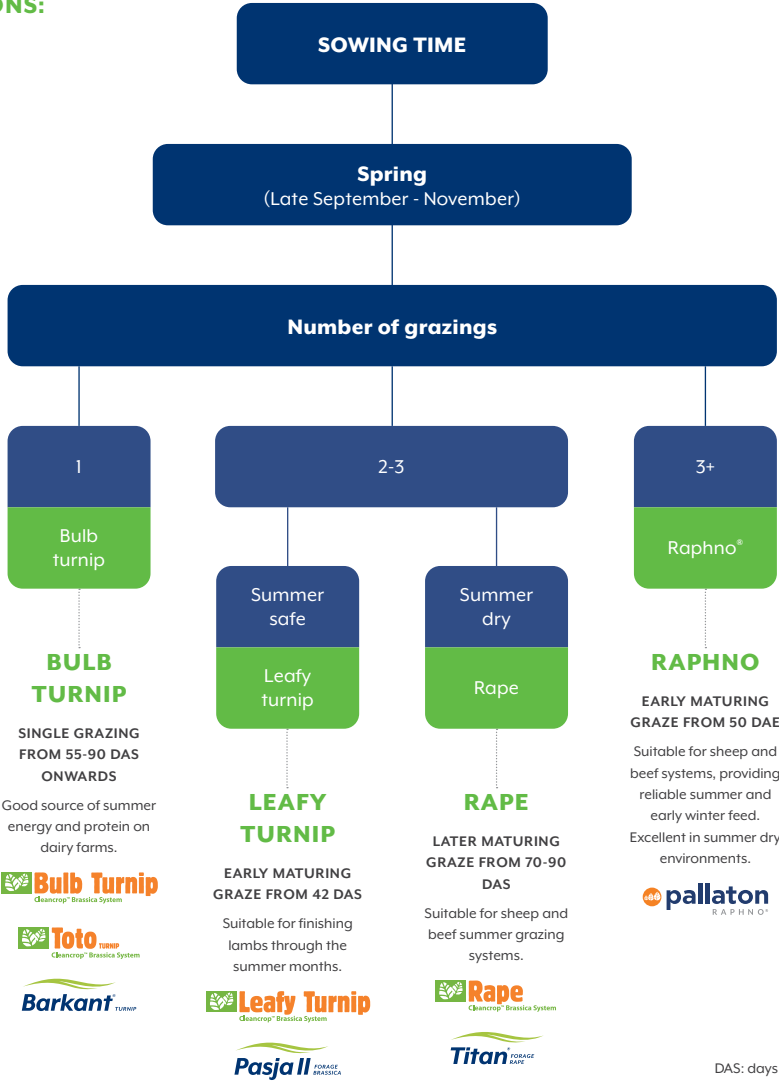 ONS:
SOWING TIME
Spring
(Late September - November)
Number of grazings
1
Bulb
turnip
2-3
Summer
safe
Leafy
turnip
Summer
dry
Rape
3+
Raphno®
BULB
TURNIP
SINGLE GRAZING
FROM 55-90 DAS
ONWARDS
Good source of summer
energy and protein on
dairy farms.
Bulb Turnip
Cleancrop™ Brassica System
Toto TURNIP
Cleancrop™ Brassica System
Barkant® TURNIP
LEAFY
TURNIP
EARLY MATURING
GRAZE FROM 42 DAS
Suitable for finishing
lambs through the
summer months.
Leafy Turnip
Cleancrop™ Brassica System
Pasja II FORAGE
BRASSICA
RAPE
LATER MATURING
GRAZE FROM 70-90
DAS
Suitable for sheep and
beef summer grazing
systems.
Rape
Cleancrop™ Brassica System
Titan® FORAGE
RAPE
RAPHNO
EARLY MATURING
GRAZE FROM 50 DAE
Suitable for sheep and
beef systems, providing
reliable summer and
early winter feed.
Excellent in summer dry
environments.
pallaton
RAPHNO®
DAS: days